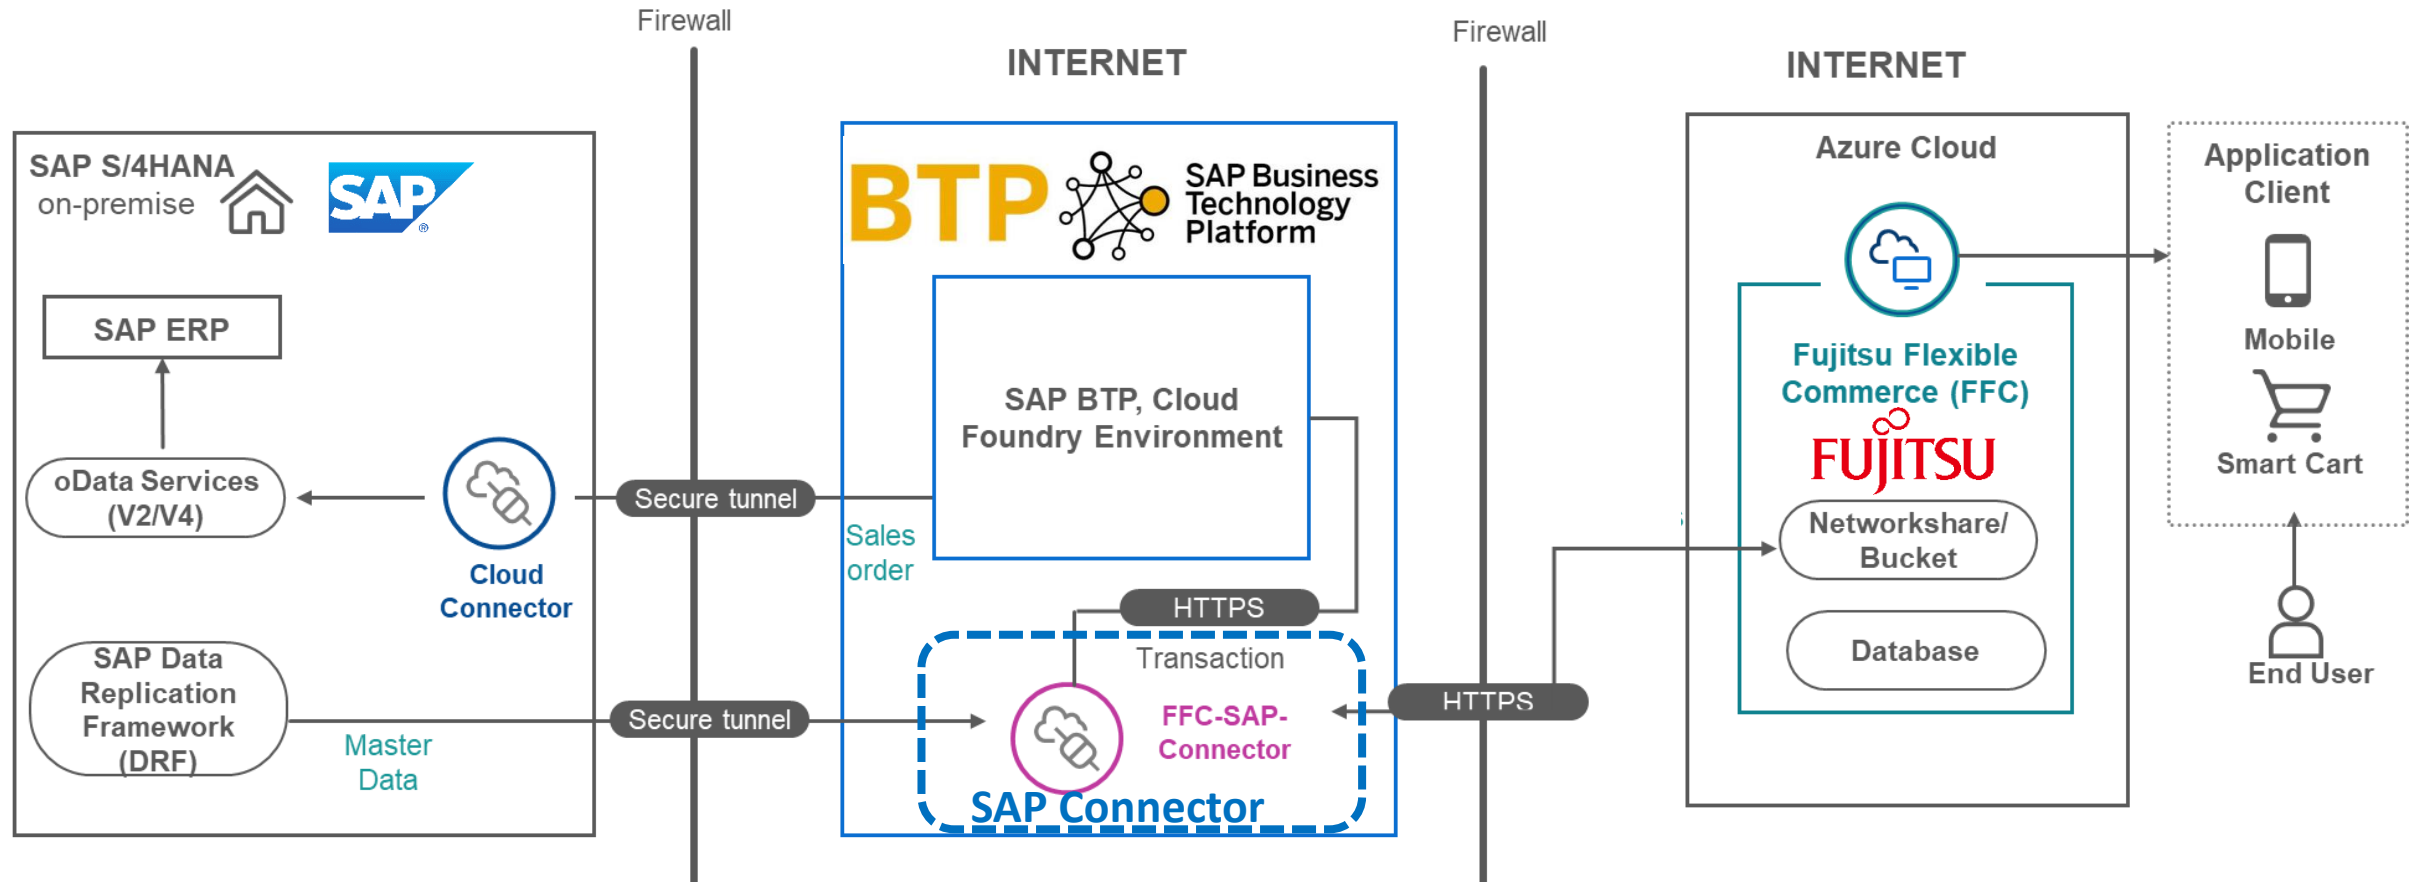 Firewall
INTERNET
Firewall
INTERNET
SAP S/4HANA
on-premise
SAP
®
SAP ERP
oData Services
(V2/V4)
Cloud
Connector
SAP Data
Replication
Framework
(DRF)
Master
Data
Secure tunnel
Secure tunnel
BTP
SAP Business
Technology
Platform
SAP BTP, Cloud
Foundry Environment
Sales
order
HTTPS
Transaction
FFC-SAP-
Connector
SAP Connector
HTTPS
Azure Cloud
Fujitsu Flexible
Commerce (FFC)
FUJITSU
Networkshare/
Bucket
Database
Application
Client
Mobile
Smart Cart
End User